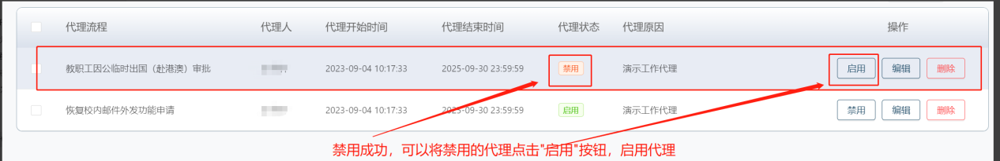 代理流程 代理人 代理开始时间 代理结束时间 代理状态 代理原因 操作
教职工因公临时出国（赴港澳）审批 2023-09-04 10:17:33 2025-09-30 23:59:59 禁用 演示工作代理 启用 编辑 删除
恢复校内邮件外发功能申请 2023-09-04 10:17:33 2025-09-30 23:59:59 启用 演示工作代理 禁用 编辑 删除
禁用成功，可以将禁用的代理点击"启用"按钮，启用代理